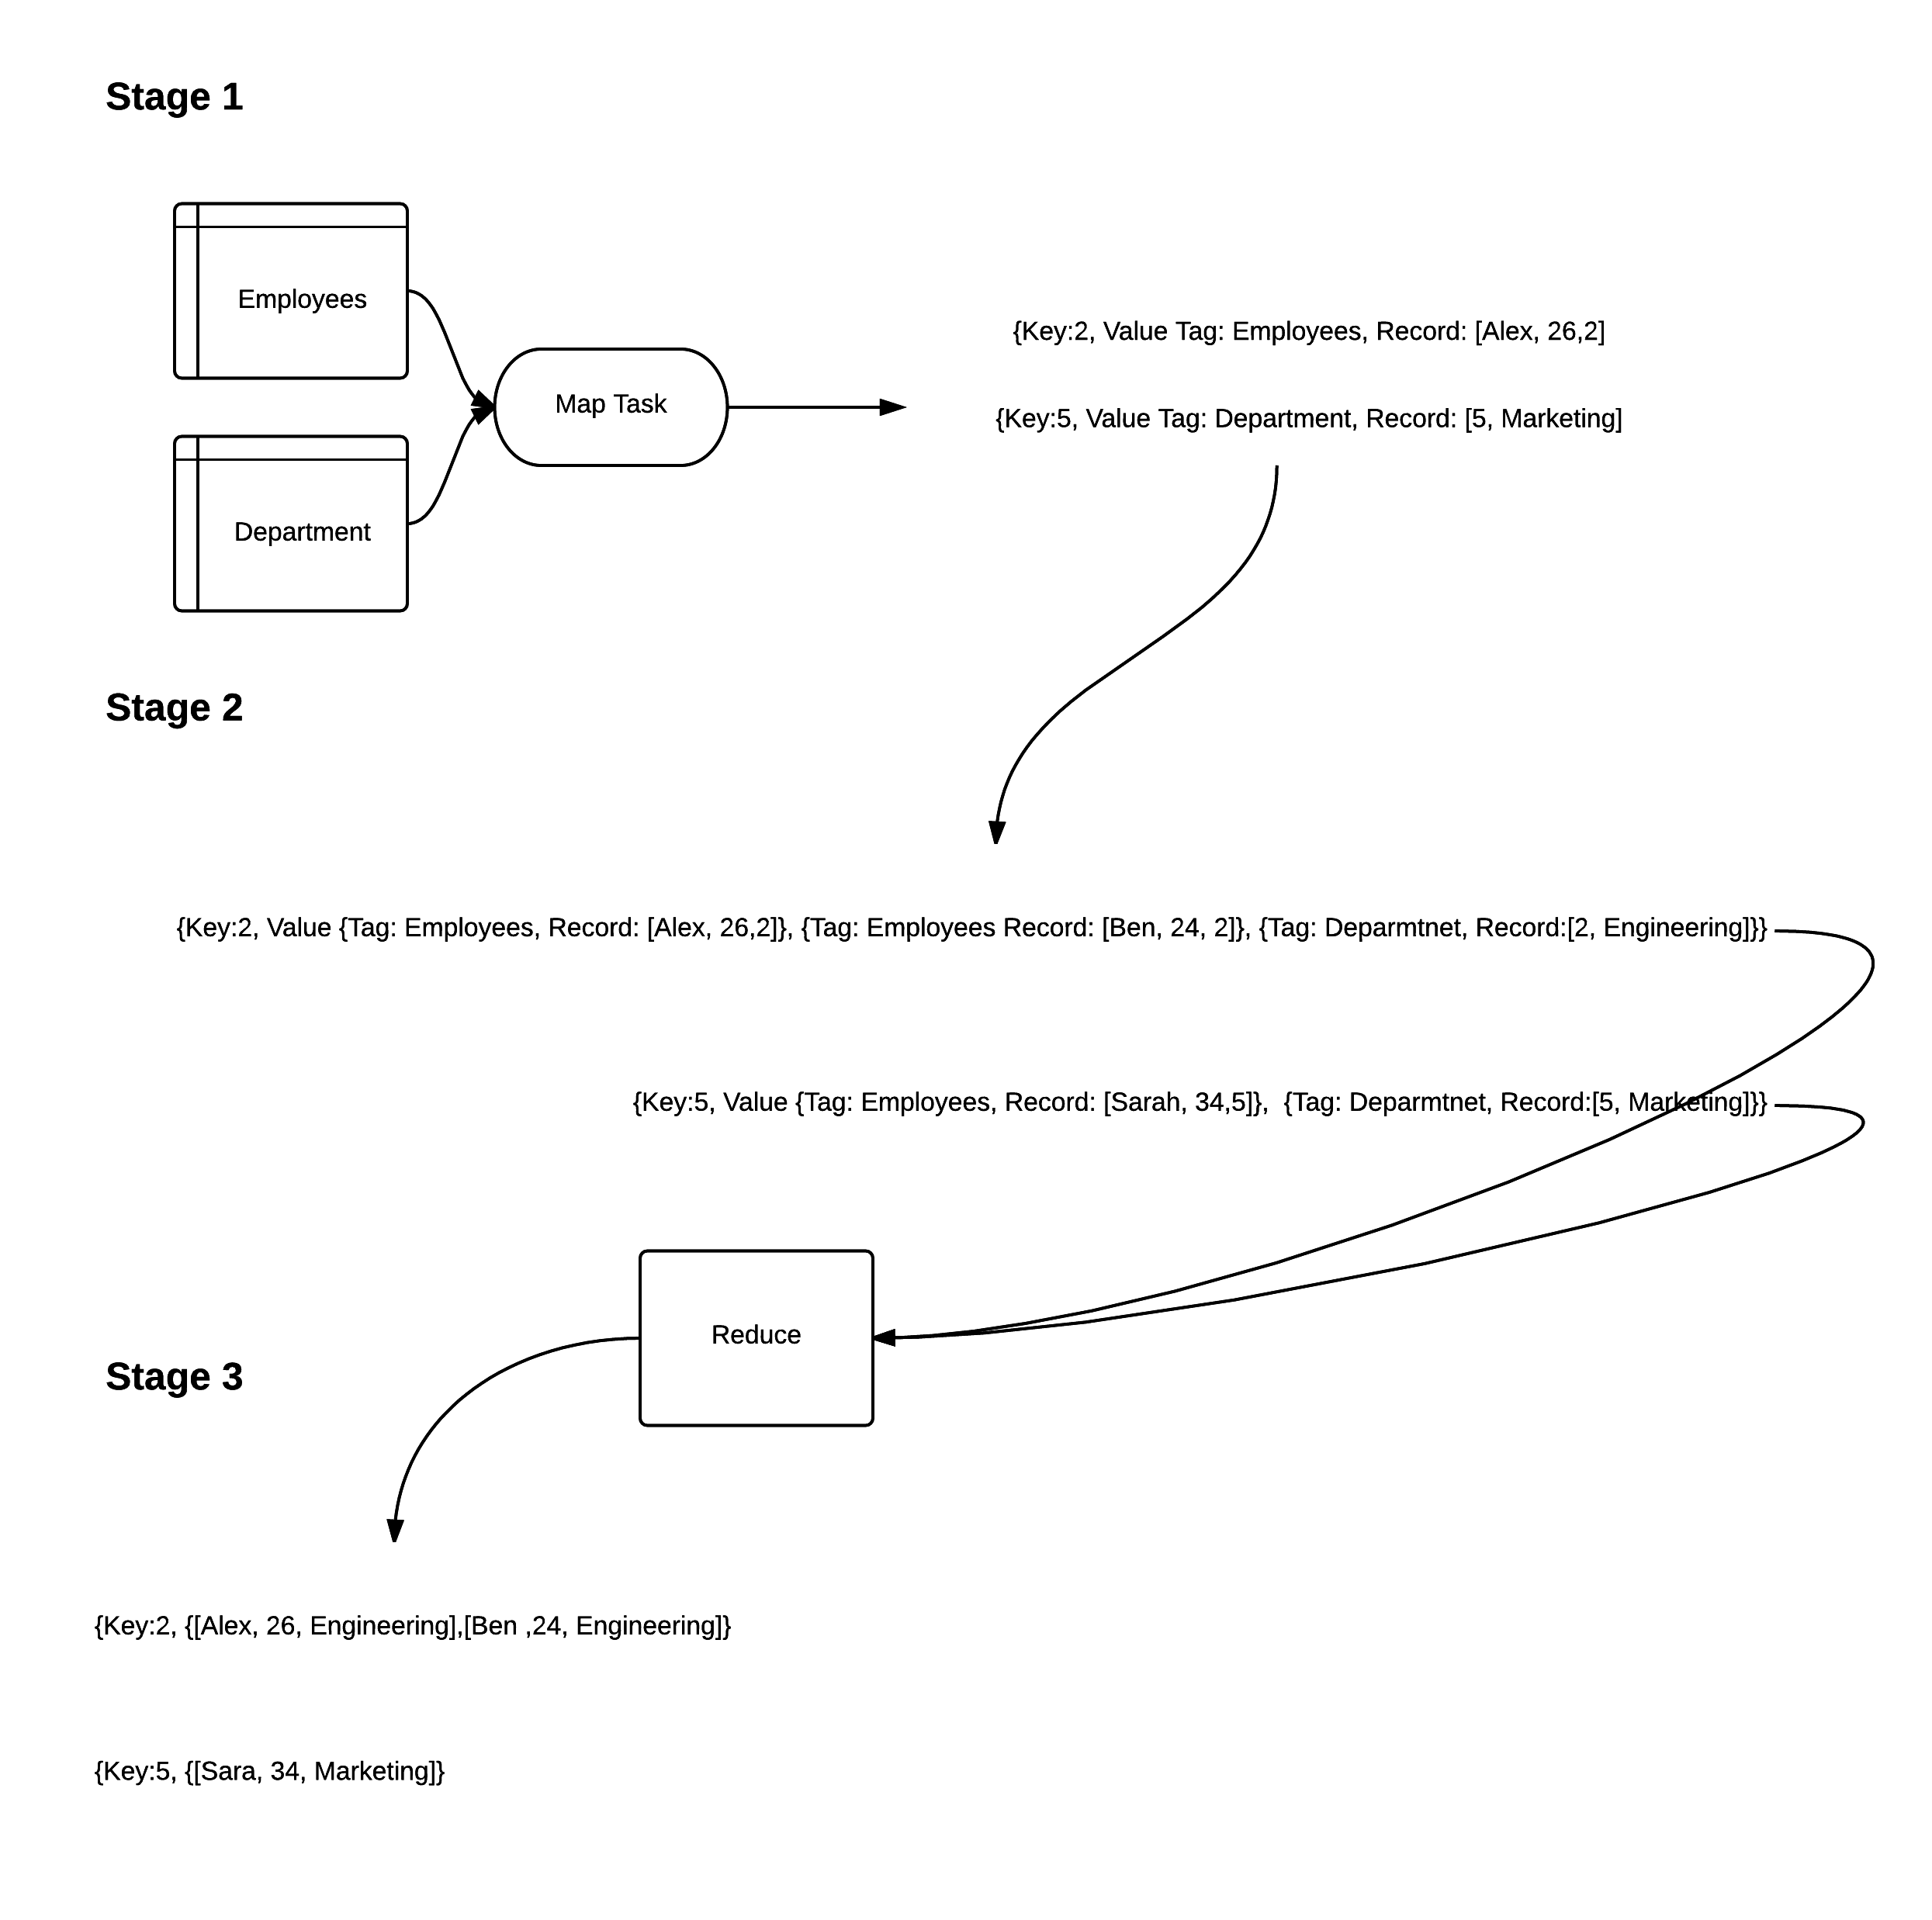 Stage 1
Employees
Map Task
{Key:2, Value Tag: Employees, Record: [Alex, 26,2]
{Key:5, Value Tag: Department, Record: [5, Marketing]
Department
Stage 2
{Key:2, Value {Tag: Employees, Record: [Alex, 26,2]}, {Tag: Employees Record: [Ben, 24, 2]}, {Tag: Deparmtnet, Record:[2, Engineering]}}
{Key:5, Value {Tag: Employees, Record: [Sarah, 34,5]},  {Tag: Deparmtnet, Record:[5, Marketing]}}
Reduce
Stage 3
{Key:2, {[Alex, 26, Engineering],[Ben ,24, Engineering]}
{Key:5, {[Sara, 34, Marketing]}